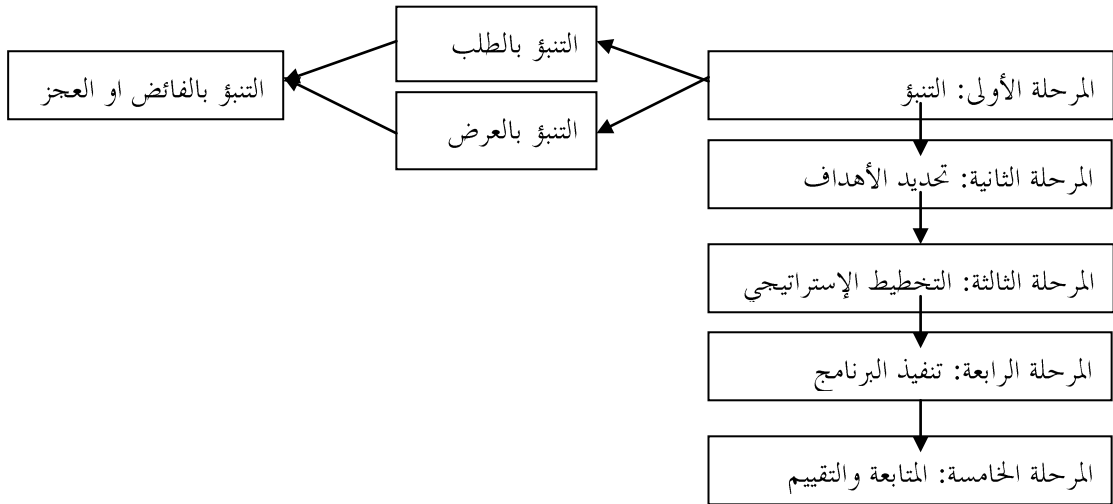 المرحلة الأولى: التنبؤ
التنبؤ بالطلب
التنبؤ بالعرض
التنبؤ بالفائض او العجز
المرحلة الثانية: تحديد الأهداف
المرحلة الثالثة: التخطيط الإستراتيجي
المرحلة الرابعة: تنفيذ البرنامج
المرحلة الخامسة: المتابعة والتقييم